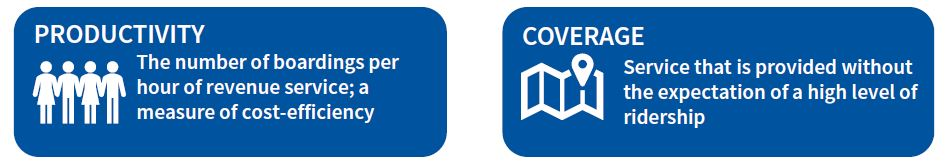 PRODUCTIVITY
The number of boardings per
hour of revenue service; a
measure of cost-efficiency
COVERAGE
Service that is provided without
the expectation of a high level of
ridership